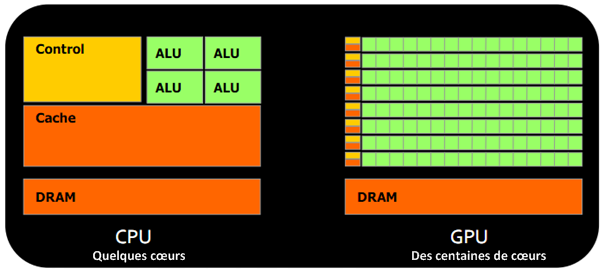 Control
ALU ALU
ALU ALU
Cache
DRAM
CPU
Quelques cœurs
DRAM
GPU
Des centaines de cœurs